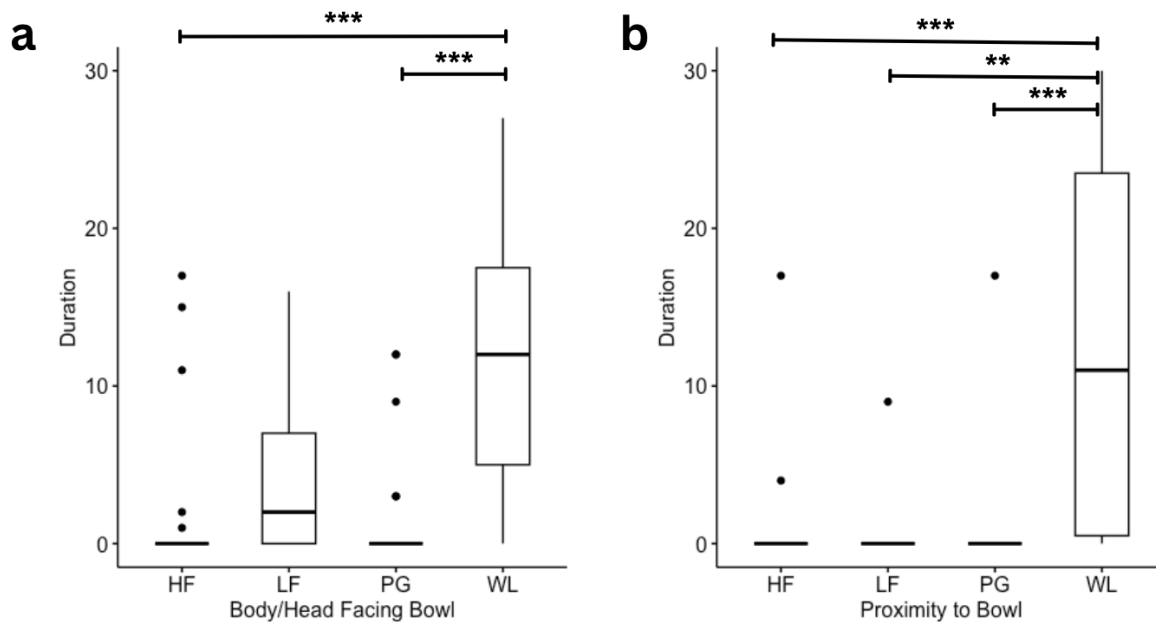 a
***
***
30
20
10
0
Duration
HF LF PG WL
Body/Head Facing Bowl
b
***
**
***
30
20
10
0
Duration
HF LF PG WL
Proximity to Bowl